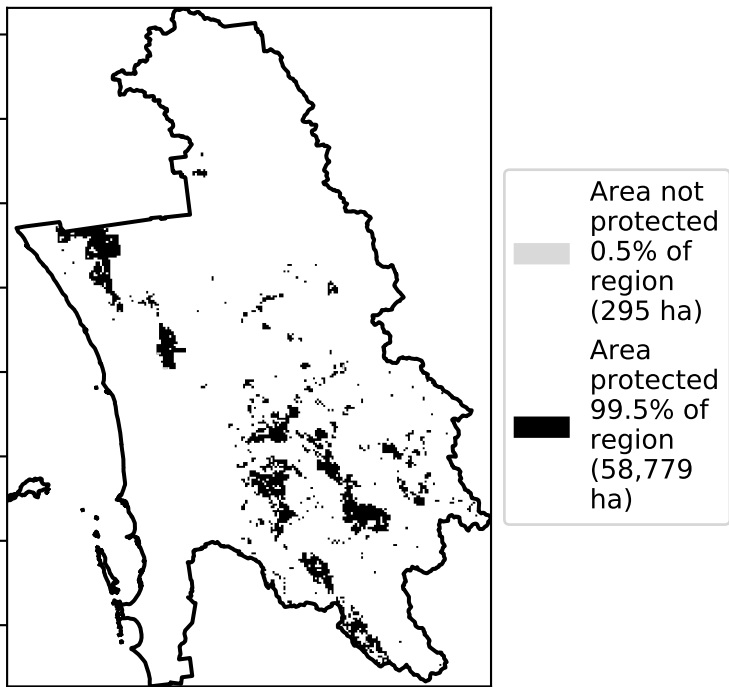 Area not
protected
0.5% of
region
(295 ha)
Area
protected
99.5% of
region
(58,779
ha)